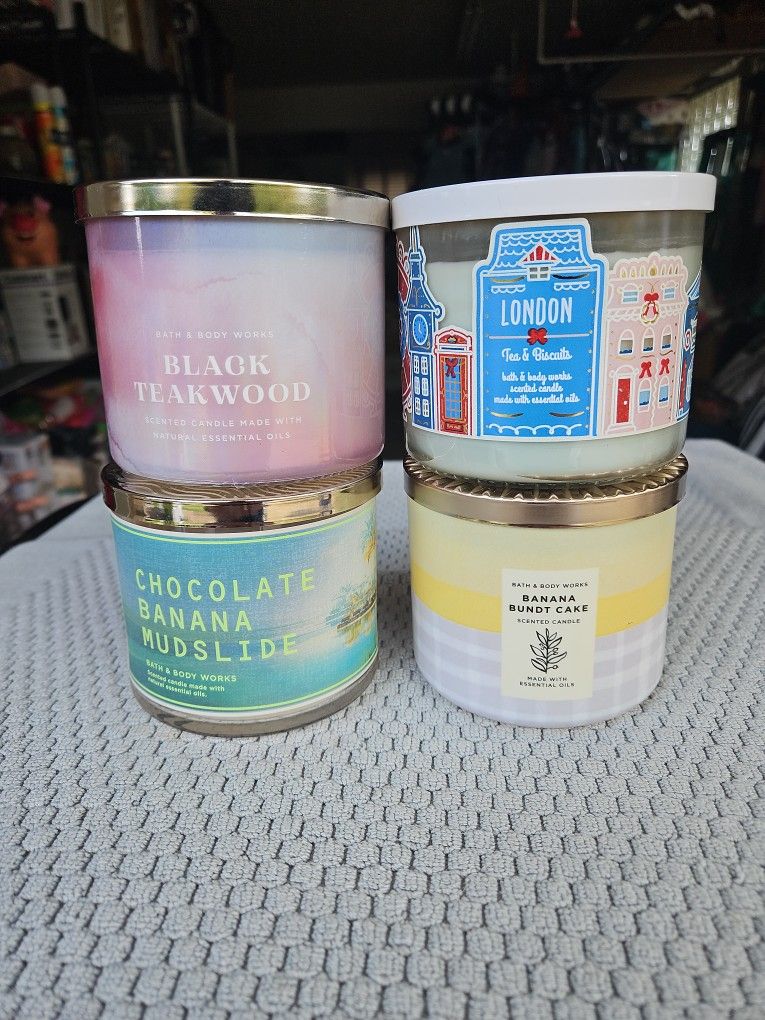 BATH & BODY WORKS
BLACK
TEAKWOOD
SCENTED CANDLE MADE WITH
NATURAL ESSENTIAL OILS
LONDON
Tea & Biscuits
bath & body works
scented candle
made with essential oils
CHOCOLATE
BANANA
MUDSLIDE
BATH & BODY WORKS
Scented candle made with
natural essential oils.
BATH & BODY WORKS
BANANA
BUNDT CAKE
SCENTED CANDLE
MADE WITH
ESSENTIAL OILS